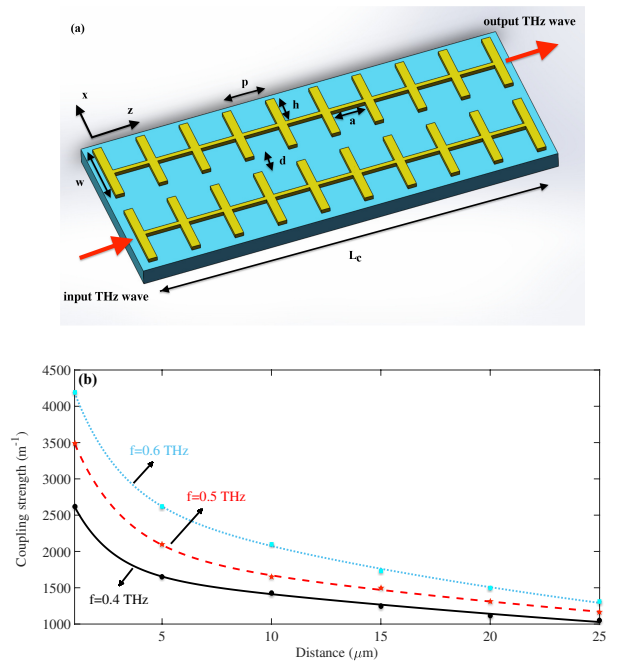 (a)
output THz wave
x
z
p
h
a
w
d
L_c
input THz wave
(b)
4500
4000
3500
3000
2500
2000
1500
1000
Coupling strength (m⁻¹)
f=0.6 THz
f=0.5 THz
f=0.4 THz
5
10
15
20
25
Distance (μm)